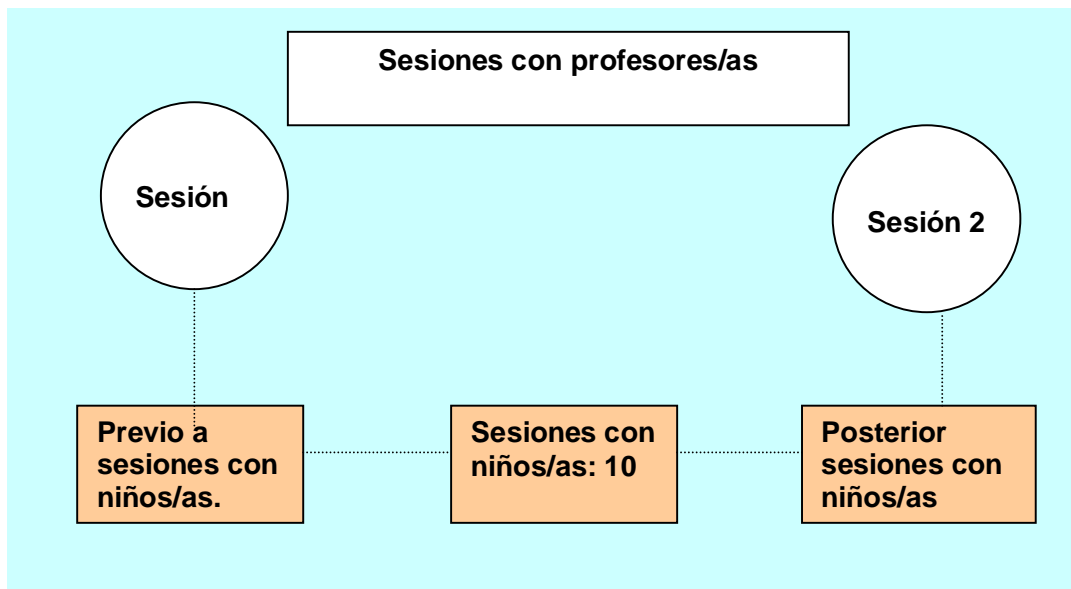 Sesiones con profesores/as
Sesión
Sesión 2
Previo a
sesiones con
niños/as.
Sesiones con
niños/as: 10
Posterior
sesiones con
niños/as